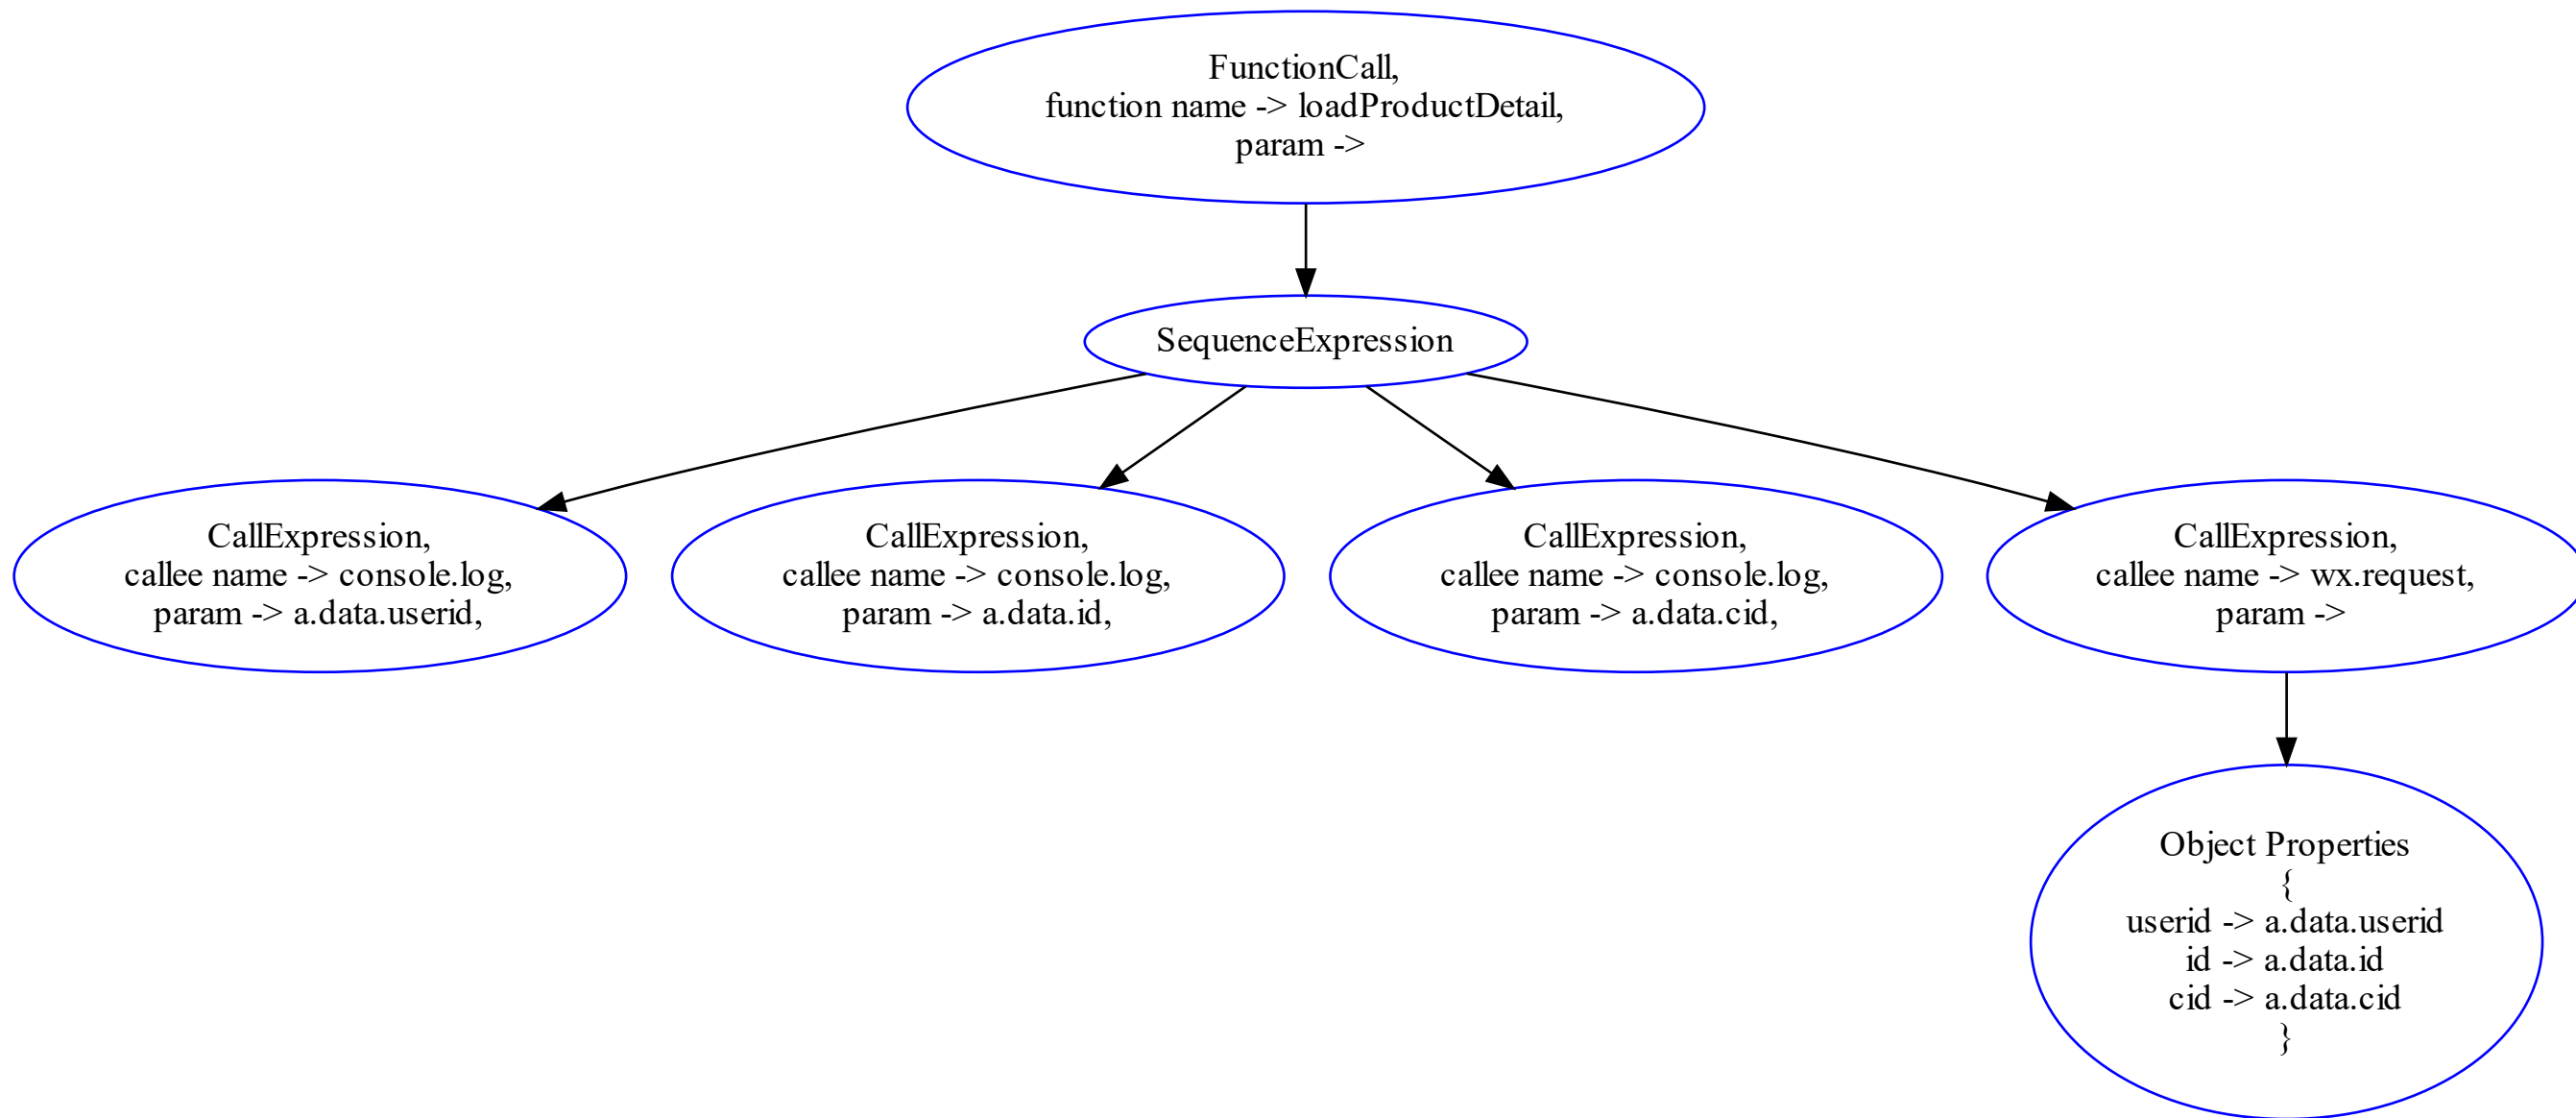 FunctionCall,
function name -> loadProductDetail,
param ->
SequenceExpression
CallExpression,
callee name -> console.log,
param -> a.data.userid,
CallExpression,
callee name -> console.log,
param -> a.data.id,
CallExpression,
callee name -> console.log,
param -> a.data.cid,
CallExpression,
callee name -> wx.request,
param ->
Object Properties
{
userid -> a.data.userid
id -> a.data.id
cid -> a.data.cid
}